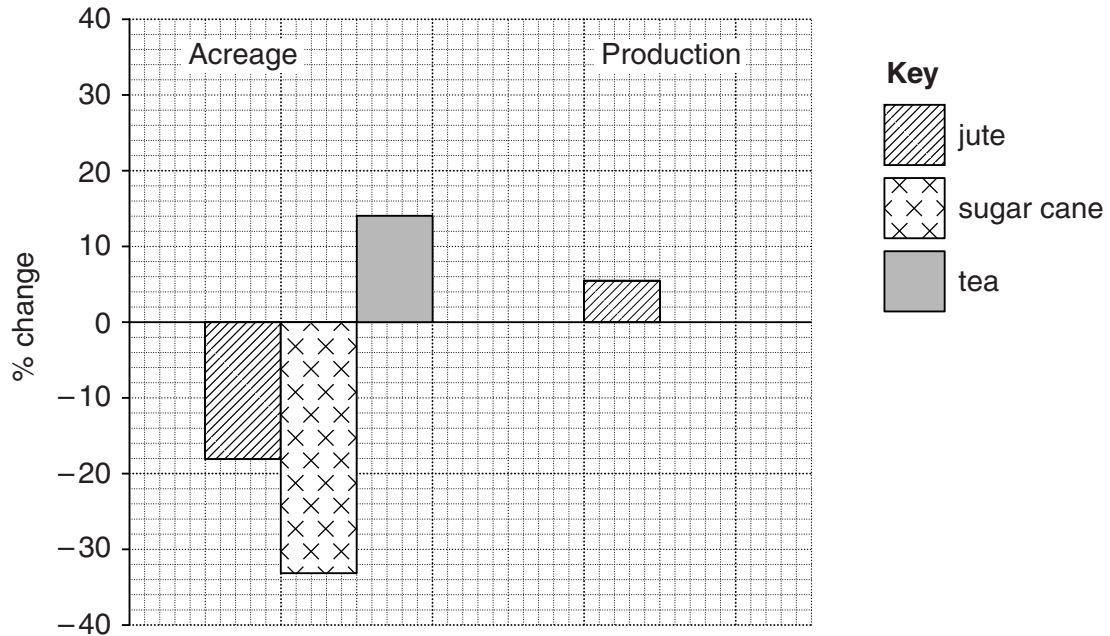 40
Acreage
Production
30
20
10
0
−10
−20
−30
−40
% change
Key
jute
sugar cane
tea